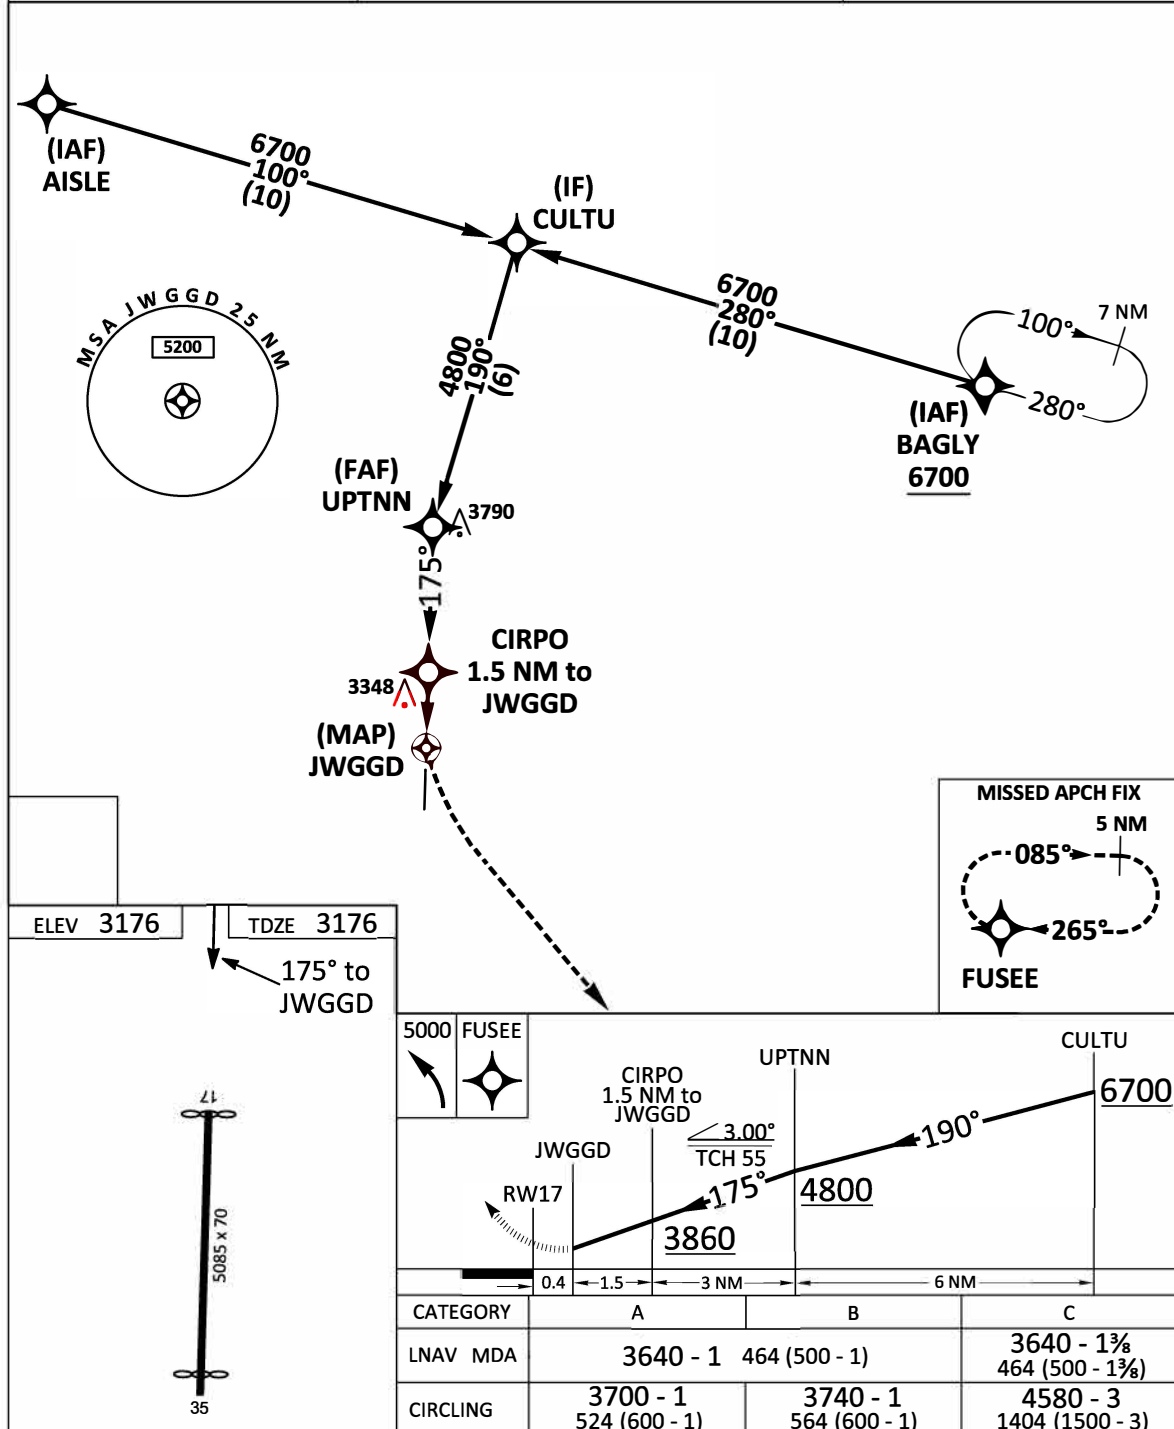 (IAF)
AISLE
6700
100°
(10)
(IF)
CULTU
MSA JWGGD 25 NM
5200
6700
280°
(10)
100°
7 NM
280°
(IAF)
BAGLY
6700
4800
190°
(6)
(FAF)
UPTNN
3790
175°
CIRPO
1.5 NM to
JWGGD
3348
(MAP)
JWGGD
MISSED APCH FIX
5 NM
085°
265°
FUSEE
ELEV 3176
TDZE 3176
175° to
JWGGD
17
5085 x 70
35
5000
FUSEE
CULTU
UPTNN
CIRPO
1.5 NM to
JWGGD
6700
3.00°
TCH 55
190°
JWGGD
175°
4800
RW17
3860
0.4
1.5
3 NM
6 NM
CATEGORY A B C
LNAV MDA 3640 - 1 464 (500 - 1) 3640 - 1⅜
464 (500 - 1⅜)
CIRCLING 3700 - 1 3740 - 1 4580 - 3
524 (600 - 1) 564 (600 - 1) 1404 (1500 - 3)